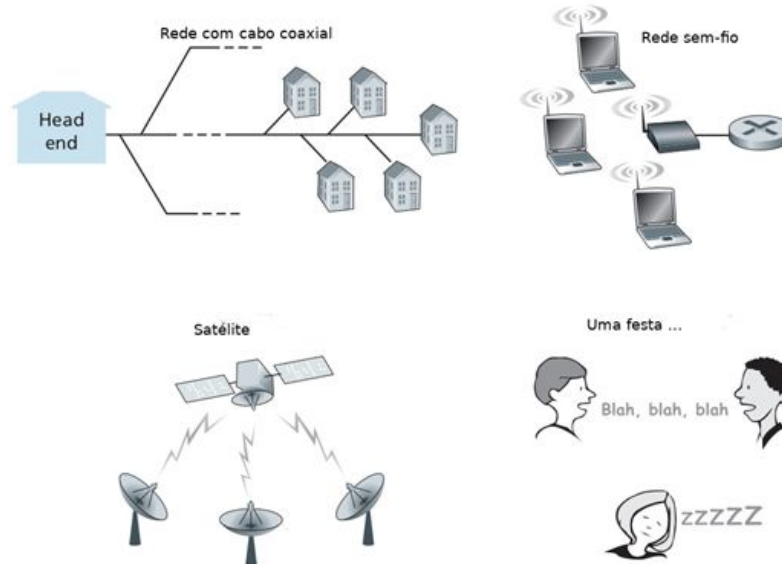 Rede com cabo coaxial
Head
end
Rede sem-fio
Satélite
Uma festa ...
Blah, blah, blah
zzzzz